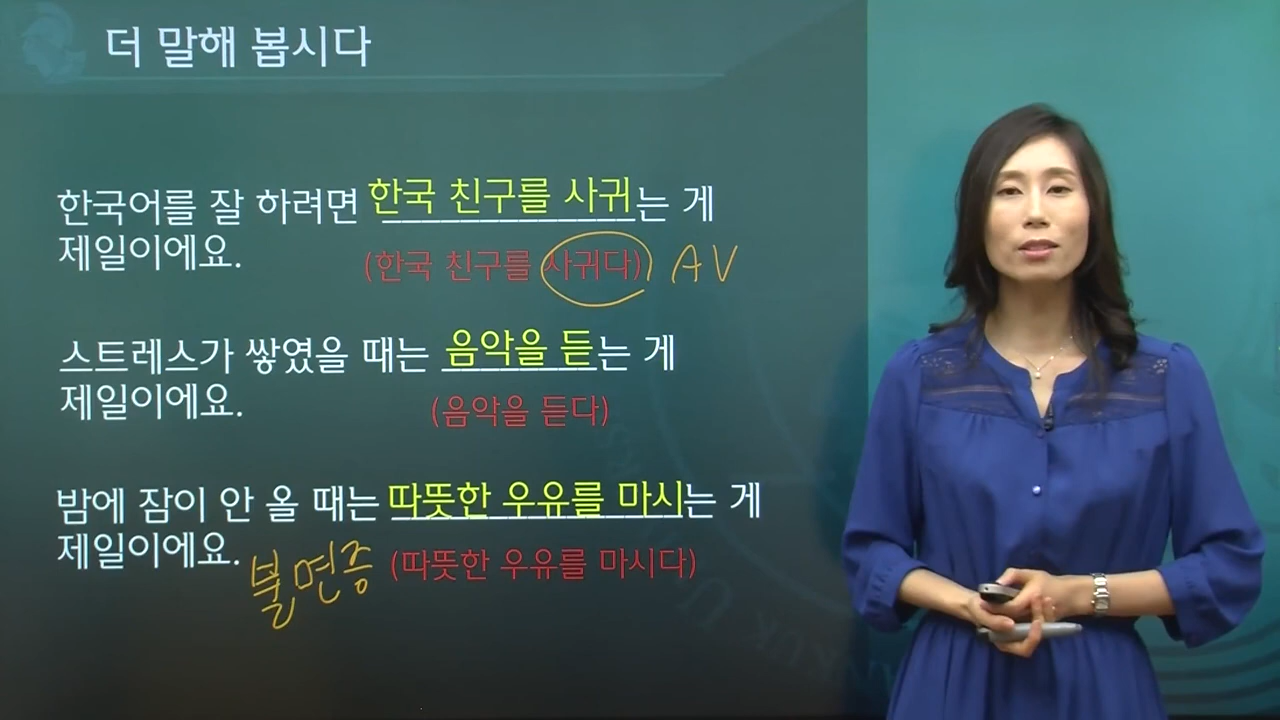 더 말해 봅시다
한국어를 잘 하려면 한국 친구를 사귀는 게
제일이에요.
(한국 친구를 사귀다) AV
스트레스가 쌓였을 때는 음악을 듣는 게
제일이에요.
(음악을 듣다)
밤에 잠이 안 올 때는 따뜻한 우유를 마시는 게
제일이에요.
불면증 (따뜻한 우유를 마시다)